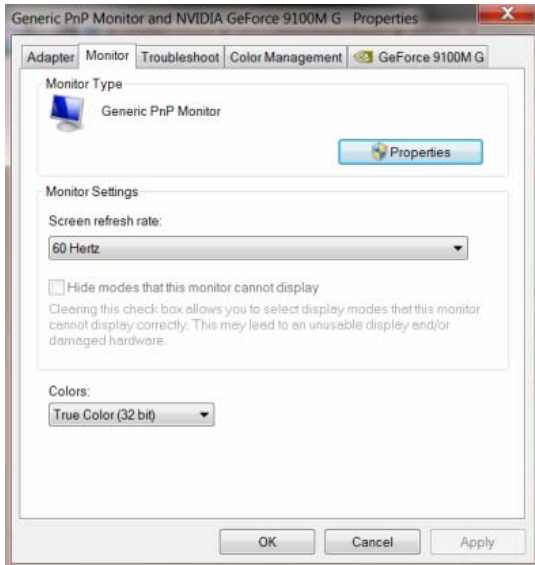 Generic PnP Monitor and NVIDIA GeForce 9100M G Properties
Adapter Monitor Troubleshoot Color Management GeForce 9100M G
Monitor Type
Generic PnP Monitor
Properties
Monitor Settings
Screen refresh rate:
60 Hertz
Hide modes that this monitor cannot display
Clearing this check box allows you to select display modes that this monitor
cannot display correctly. This may lead to an unusable display and/or
damaged hardware.
Colors:
True Color (32 bit)
OK Cancel Apply